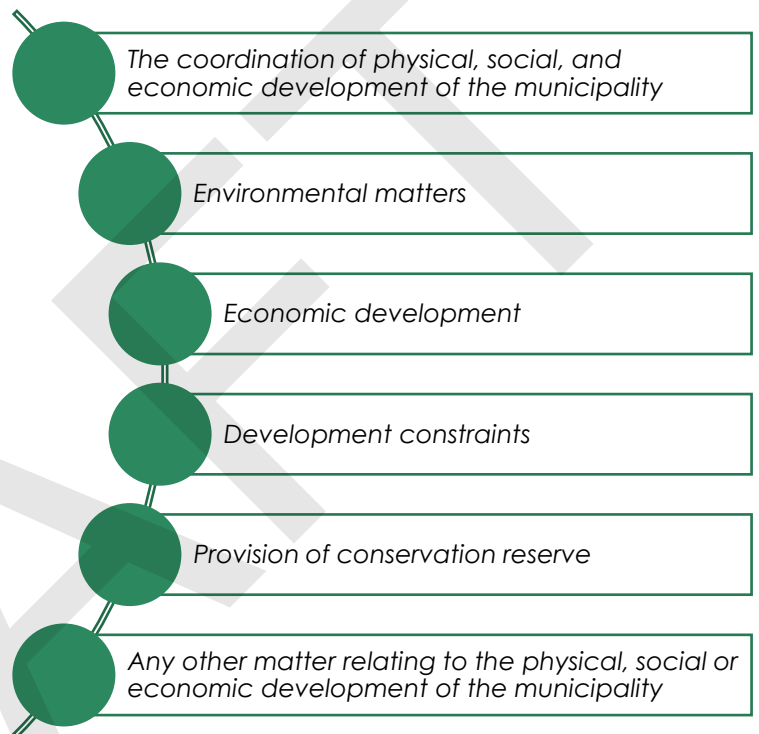 The coordination of physical, social, and
economic development of the municipality
Environmental matters
Economic development
Development constraints
Provision of conservation reserve
Any other matter relating to the physical, social or
economic development of the municipality